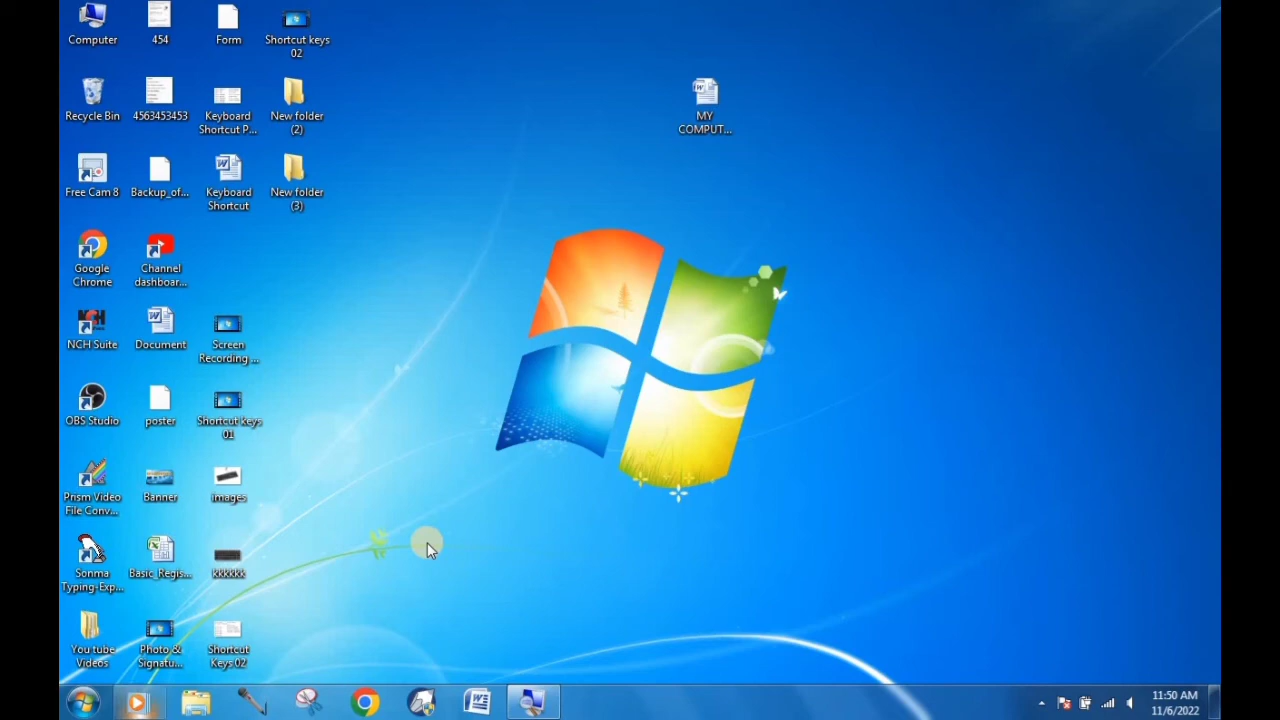 Computer
454
Form
Shortcut keys
02
Recycle Bin
4563453453
Keyboard
Shortcut P...
New folder
(2)
MY
COMPUT...
Free Cam 8
Backup_of...
Keyboard
Shortcut
New folder
(3)
Google
Chrome
Channel
dashboar...
NCH Suite
Document
Screen
Recording ...
OBS Studio
poster
Shortcut keys
01
Prism Video
File Conv...
Banner
images
Sonma
Typing-Exp...
Basic_Regis...
kkkkkk
You tube
Videos
Photo &
Signatu...
Shortcut
Keys 02
11:50 AM
11/6/2022